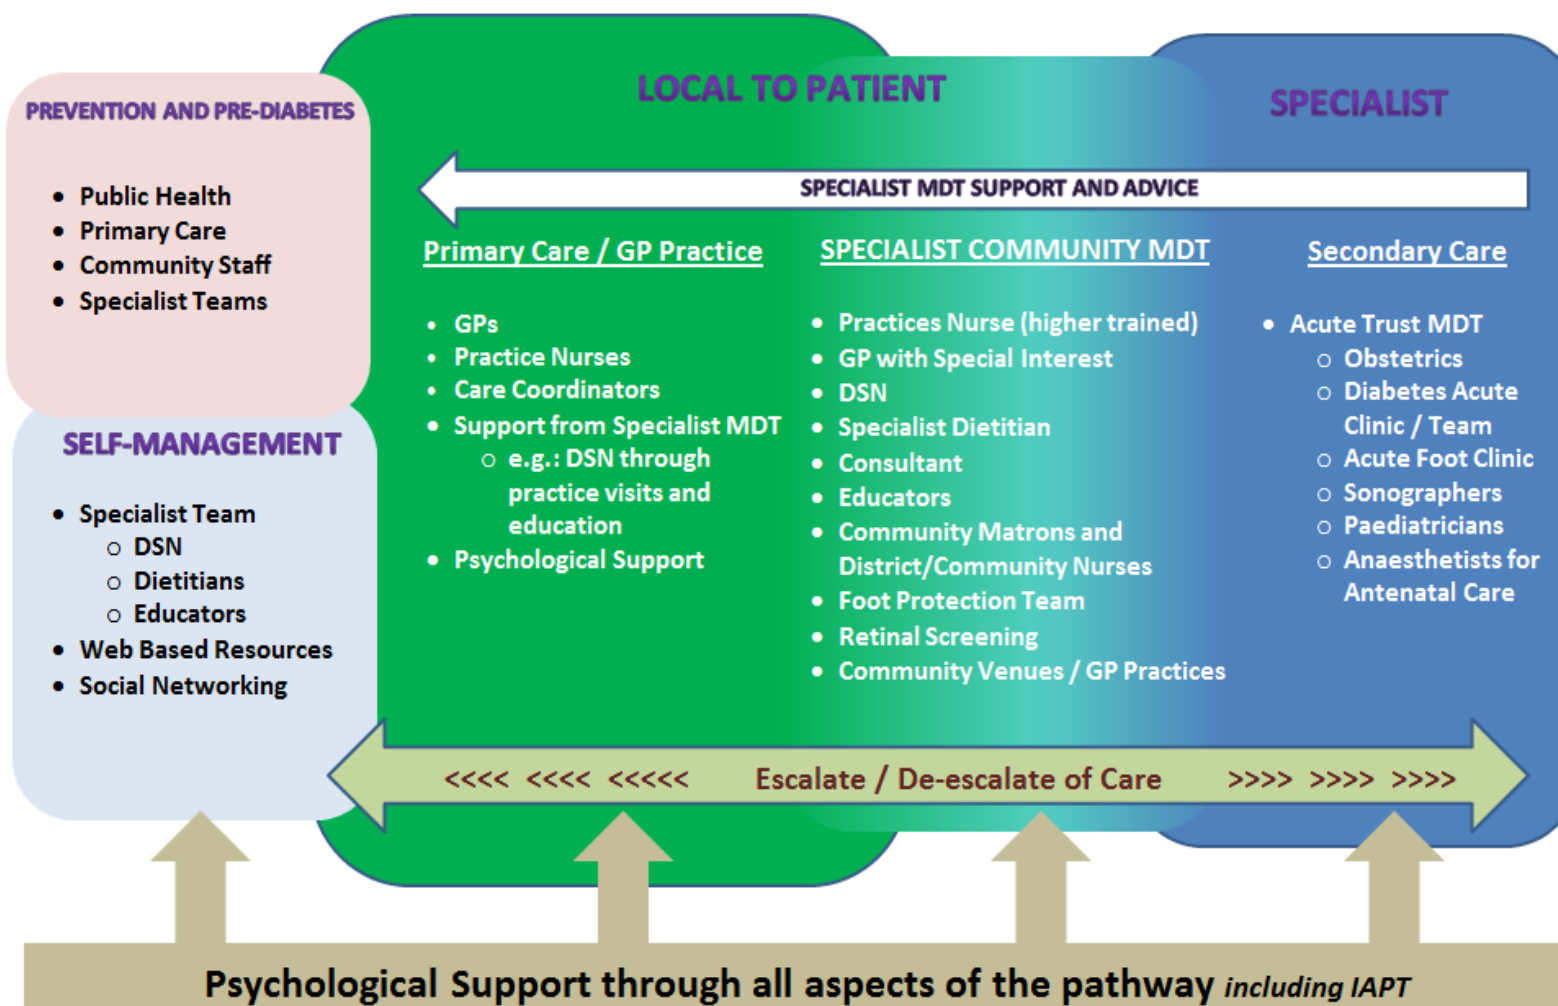 LOCAL TO PATIENT
SPECIALIST
PREVENTION AND PRE-DIABETES
• Public Health
• Primary Care
• Community Staff
• Specialist Teams
SELF-MANAGEMENT
• Specialist Team
o DSN
o Dietitians
o Educators
• Web Based Resources
• Social Networking
SPECIALIST MDT SUPPORT AND ADVICE
Primary Care / GP Practice
• GPs
• Practice Nurses
• Care Coordinators
• Support from Specialist MDT
o e.g.: DSN through
practice visits and
education
• Psychological Support
SPECIALIST COMMUNITY MDT
• Practices Nurse (higher trained)
• GP with Special Interest
• DSN
• Specialist Dietitian
• Consultant
• Educators
• Community Matrons and
District/Community Nurses
• Foot Protection Team
• Retinal Screening
• Community Venues / GP Practices
Secondary Care
• Acute Trust MDT
o Obstetrics
o Diabetes Acute
Clinic / Team
o Acute Foot Clinic
o Sonographers
o Paediatricians
o Anaesthetists for
Antenatal Care
<<<< <<<< <<<<< Escalate / De-escalate of Care >>>> >>>> >>>>
Psychological Support through all aspects of the pathway including IAPT